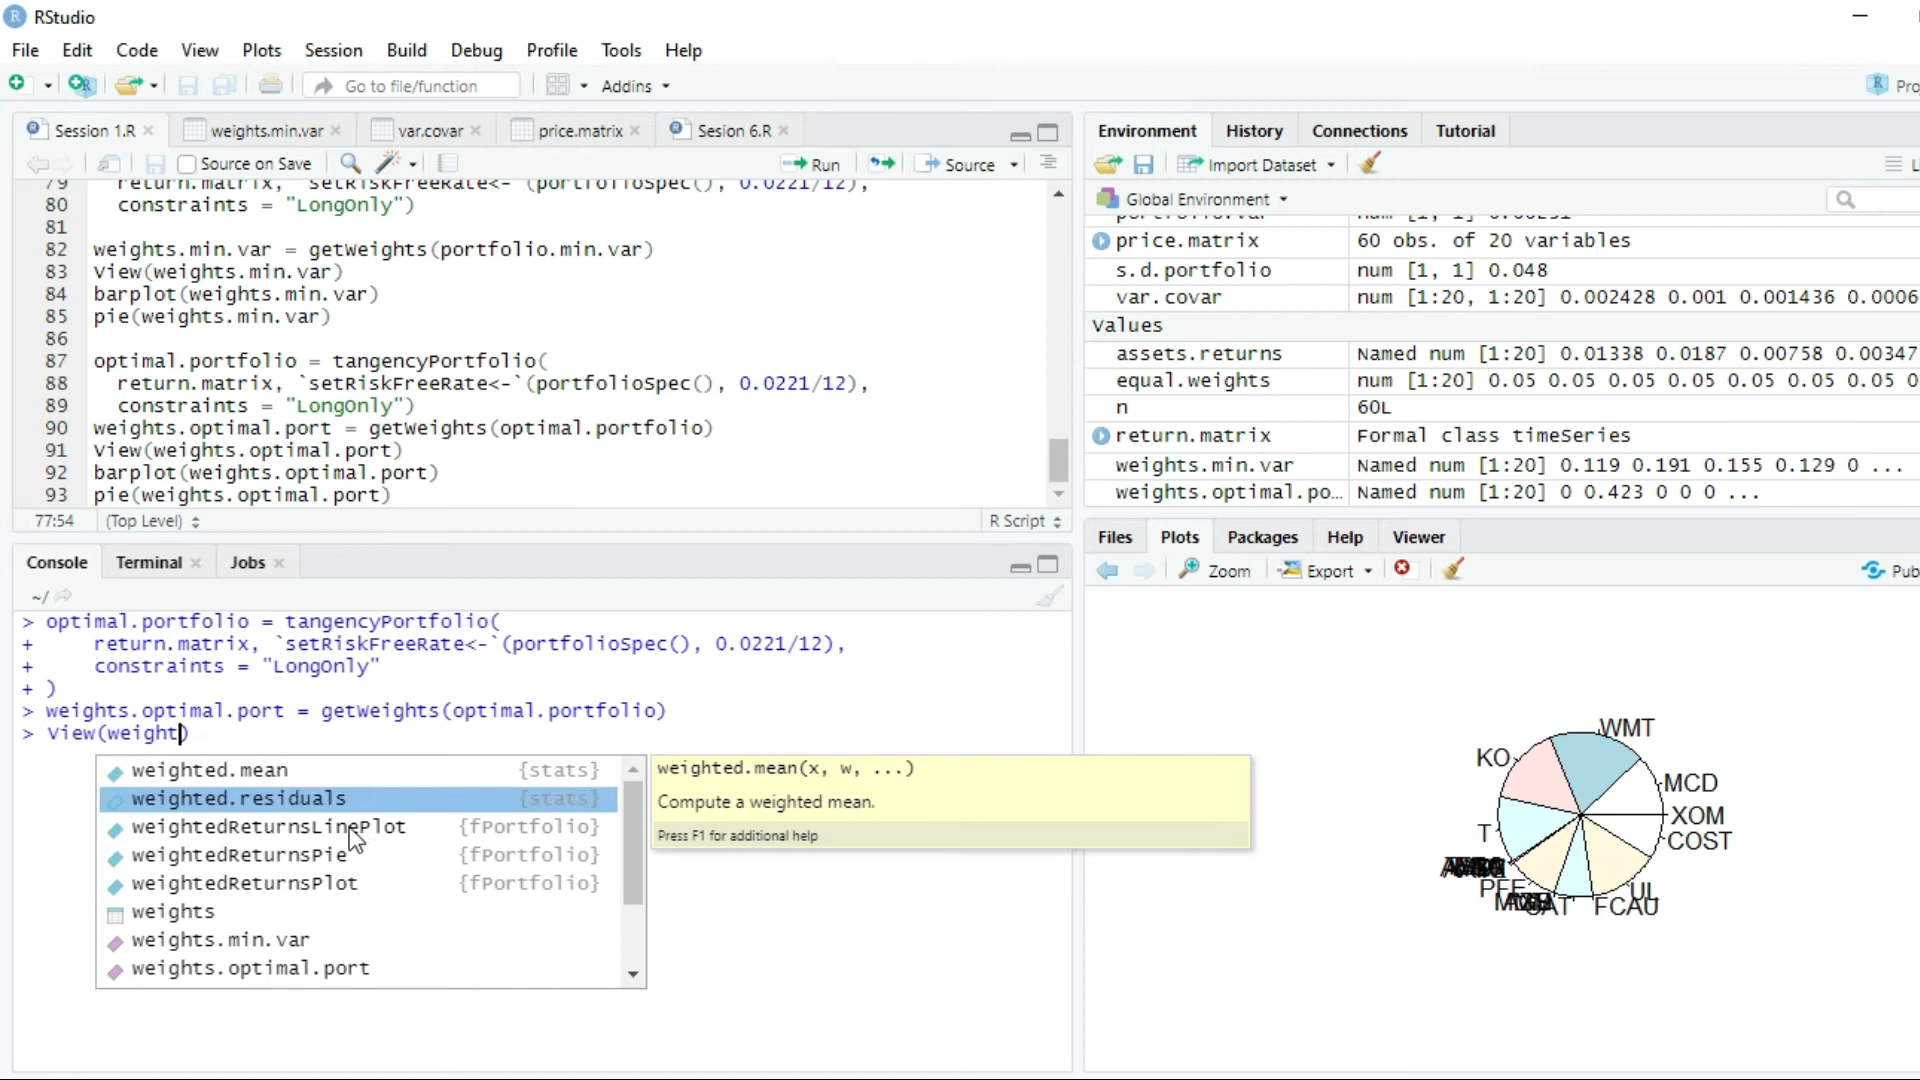 RStudio
File Edit Code View Plots Session Build Debug Profile Tools Help
Go to file/function Addins
Session 1.R weights.min.var var.covar price.matrix Sesion 6.R
Source on Save Run Source
79 return.matrix, `setRiskFreeRate<-`(portfolioSpec(), 0.0221/12),
80 constraints = "LongOnly")
81
82 weights.min.var = getWeights(portfolio.min.var)
83 View(weights.min.var)
84 barplot(weights.min.var)
85 pie(weights.min.var)
86
87 optimal.portfolio = tangencyPortfolio(
88 return.matrix, `setRiskFreeRate<-`(portfolioSpec(), 0.0221/12),
89 constraints = "LongOnly")
90 weights.optimal.port = getWeights(optimal.portfolio)
91 View(weights.optimal.port)
92 barplot(weights.optimal.port)
93 pie(weights.optimal.port)
77:54 (Top Level) R Script
Console Terminal Jobs
~/
> optimal.portfolio = tangencyPortfolio(
+ return.matrix, `setRiskFreeRate<-`(portfolioSpec(), 0.0221/12),
+ constraints = "LongOnly"
+ )
> weights.optimal.port = getWeights(optimal.portfolio)
> View(weight)
weighted.mean {stats}
weighted.residuals {stats}
weightedReturnsLinePlot {fPortfolio}
weightedReturnsPie {fPortfolio}
weightedReturnsPlot {fPortfolio}
weights
weights.min.var
weights.optimal.port
weighted.mean(x, w, ...)
Compute a weighted mean.
Press F1 for additional help
Environment History Connections Tutorial
Import Dataset
Global Environment
price.matrix 60 obs. of 20 variables
s.d.portfolio num [1, 1] 0.048
var.covar num [1:20, 1:20] 0.002428 0.001 0.001436 0.0006
Values
assets.returns Named num [1:20] 0.01338 0.0187 0.00758 0.00347
equal.weights num [1:20] 0.05 0.05 0.05 0.05 0.05 0.05 0.05 0
n 60L
return.matrix Formal class timeSeries
weights.min.var Named num [1:20] 0.119 0.191 0.155 0.129 0 ...
weights.optimal.po... Named num [1:20] 0 0.423 0 0 0 ...
Files Plots Packages Help Viewer
Zoom Export Pub
WMT
KO
MCD
XOM
T
COST
PFE
UL
CAT FCAU